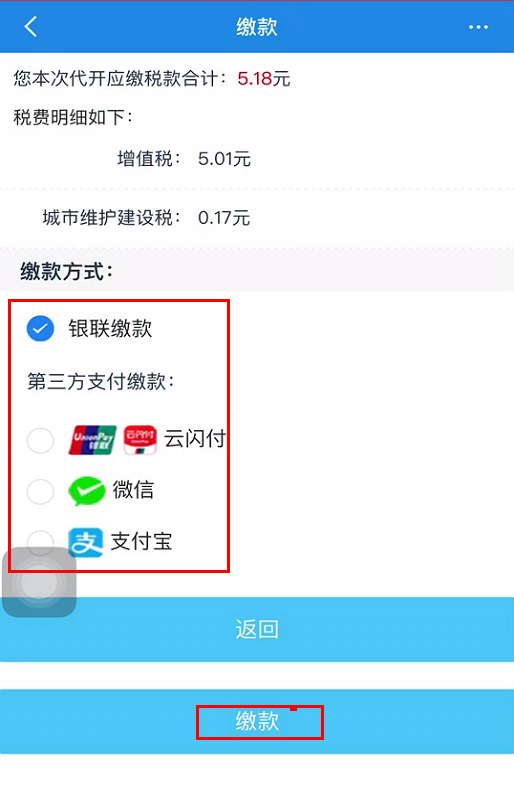 缴款
您本次代开应缴税款合计：5.18元
税费明细如下：
增值税： 5.01元
城市维护建设税： 0.17元
缴款方式：
银联缴款
第三方支付缴款：
UnionPay 银联 云闪付 云闪付
微信
支 支付宝
返回
缴款